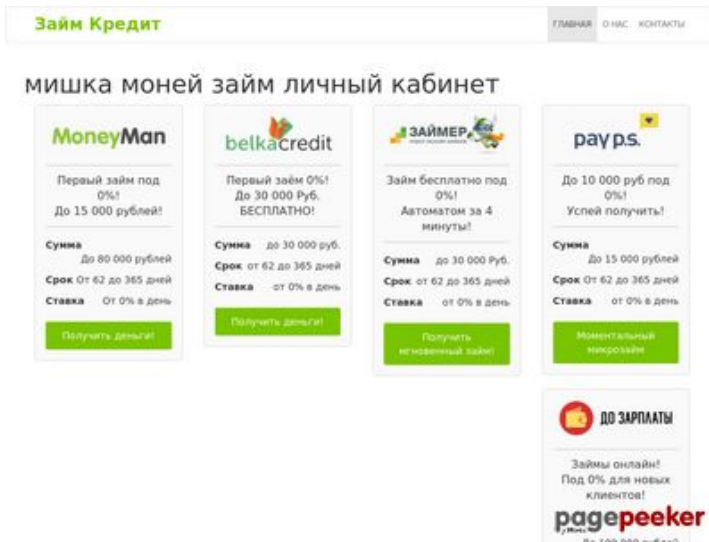 Займ Кредит
ГЛАВНАЯ О НАС КОНТАКТЫ
мишка моней займ личный кабинет
MoneyMan
Первый займ под
0%!
До 15 000 рублей!
Сумма
До 80 000 рублей
Срок От 62 до 365 дней
Ставка От 0% в день
Получить деньги!
belkacredit
Первый заём 0%!
До 30 000 Руб.
БЕСПЛАТНО!
Сумма до 30 000 руб.
Срок от 62 до 365 дней
Ставка от 0% в день
Получить деньги!
ЗАЙМЕР
Займ бесплатно под
0%!
Автоматом за 4
минуты!
Сумма до 30 000 Руб.
Срок от 62 до 365 дней
Ставка от 0% в день
Получить
мгновенный займ!
pay p.s.
До 10 000 руб под
0%!
Успей получить!
Сумма
До 15 000 рублей
Срок От 62 до 365 дней
Ставка От 0% в день
Моментальный
микрозайм
ДО ЗАРПЛАТЫ
Займы онлайн!
Под 0% для новых
клиентов!
pagepeeker
До 100 000 рублей